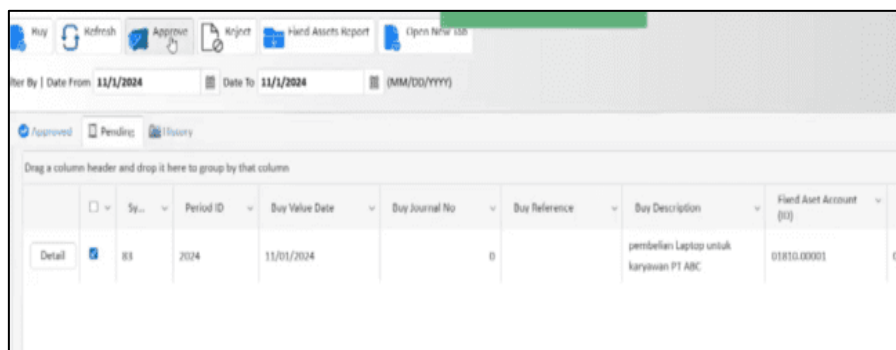 Buy Refresh Approve Reject Fixed Assets Report Open New Tab
lter By | Date From 11/1/2024 Date To 11/1/2024 (MM/DD/YYYY)
Approved Pending History
Drag a column header and drop it here to group by that column
Sy... Period ID Buy Value Date Buy Journal No Buy Reference Buy Description Fixed Aset Account (ID)
Detail 83 2024 11/01/2024 0 pembelian Laptop untuk 01810.00001
karyawan PT ABC